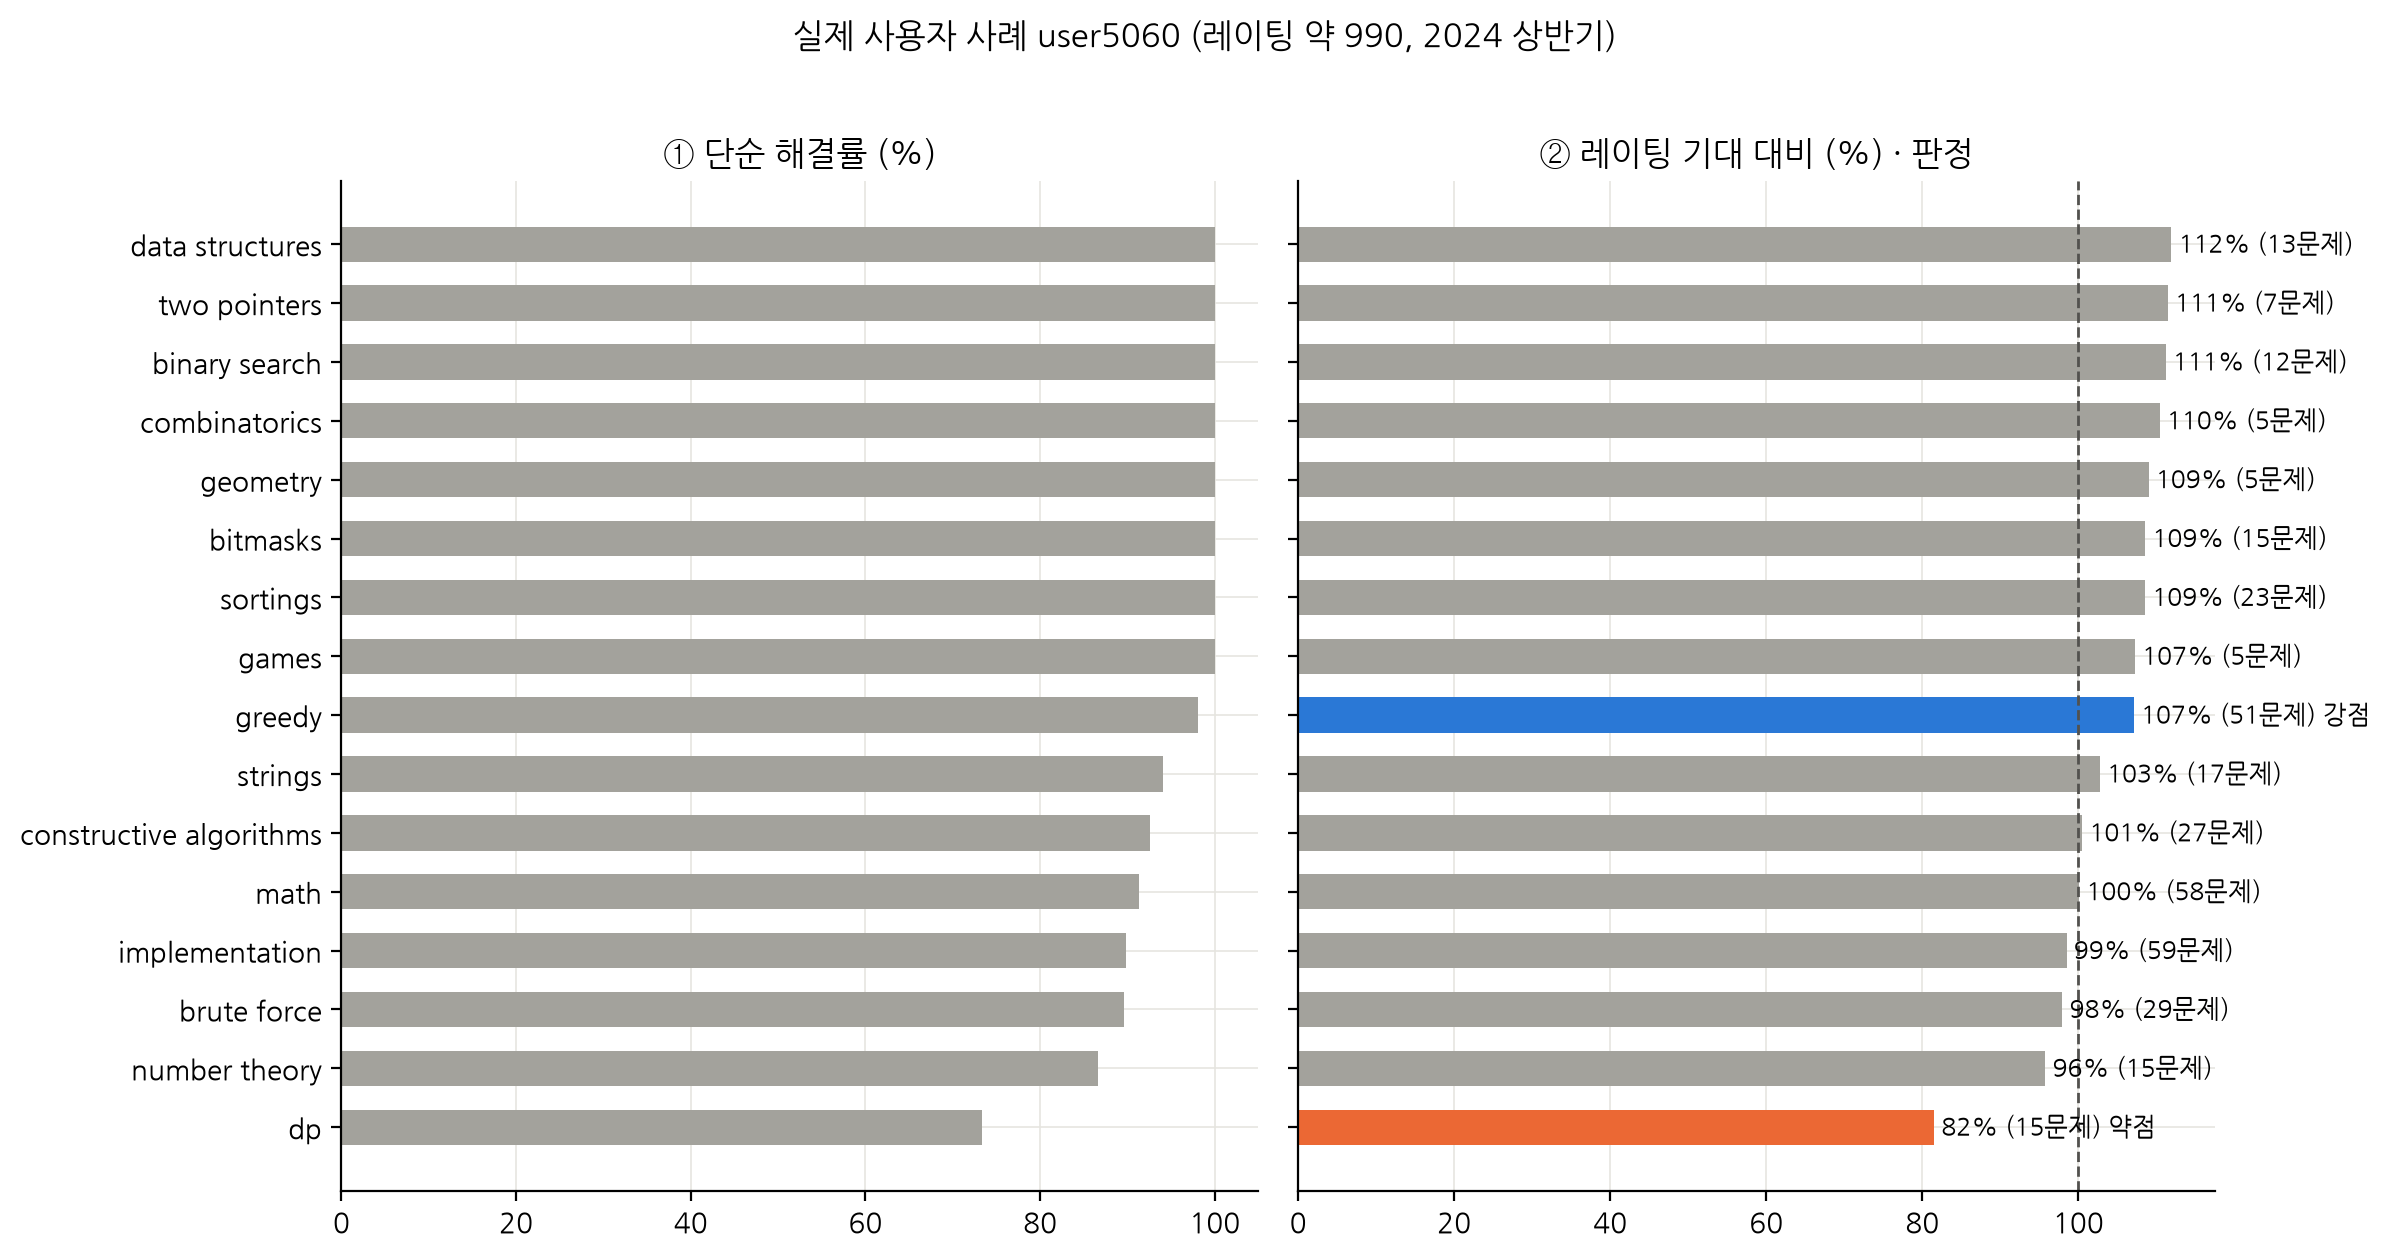 실제 사용자 사례 user5060 (레이팅 약 990, 2024 상반기)
① 단순 해결률 (%)
data structures
two pointers
binary search
combinatorics
geometry
bitmasks
sortings
games
greedy
strings
constructive algorithms
math
implementation
brute force
number theory
dp
0 20 40 60 80 100
② 레이팅 기대 대비 (%) · 판정
112% (13문제)
111% (7문제)
111% (12문제)
110% (5문제)
109% (5문제)
109% (15문제)
109% (23문제)
107% (5문제)
107% (51문제) 강점
103% (17문제)
101% (27문제)
100% (58문제)
99% (59문제)
98% (29문제)
96% (15문제)
82% (15문제) 약점
0 20 40 60 80 100